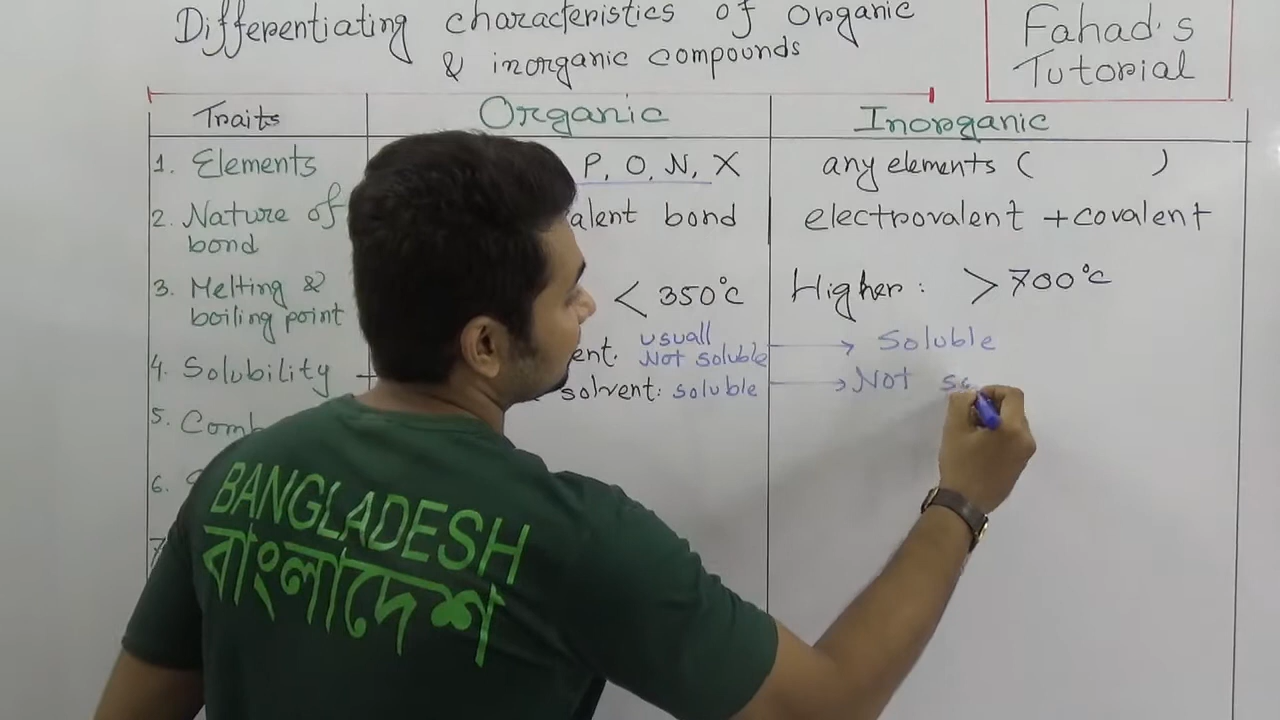 Differentiating characteristics of organic
& inorganic compounds
Fahad's
Tutorial
Traits Organic Inorganic
1. Elements P, O, N, X any elements ( )
2. Nature of bond alent bond electrovalent + covalent
3. Melting & boiling point < 350°c Higher: > 700°c
4. Solubility ent. usuall Not soluble → Soluble
solvent: soluble → Not so
5. Comb
6.
7
BANGLADESH
বাংলাদেশ